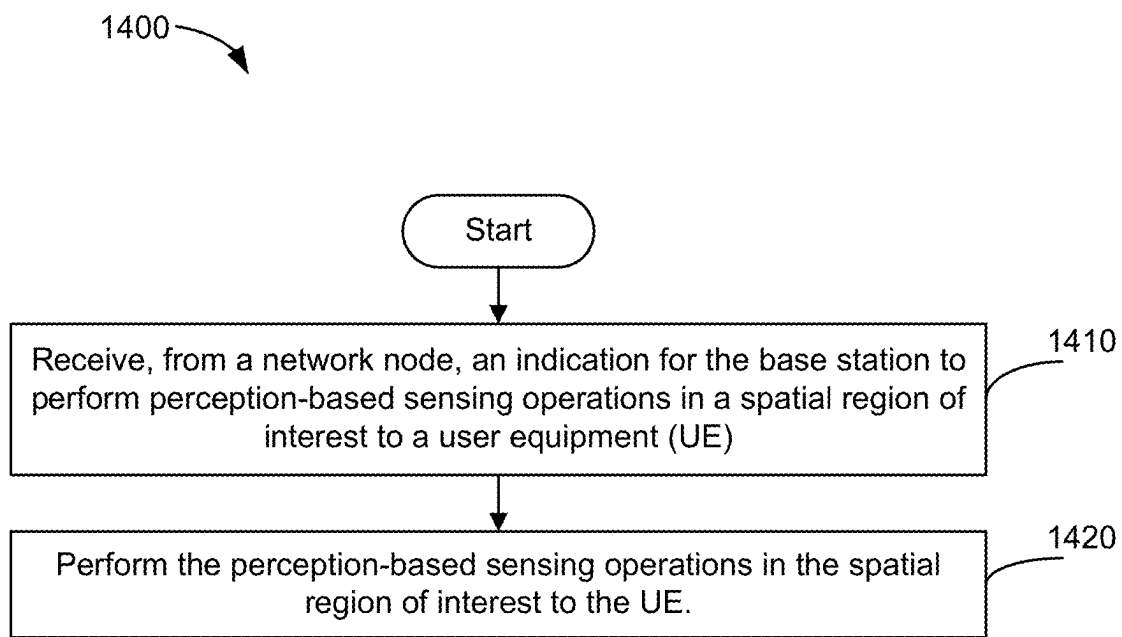 1400
Start
Receive, from a network node, an indication for the base station to
perform perception-based sensing operations in a spatial region of
interest to a user equipment (UE)
1410
Perform the perception-based sensing operations in the spatial
region of interest to the UE.
1420